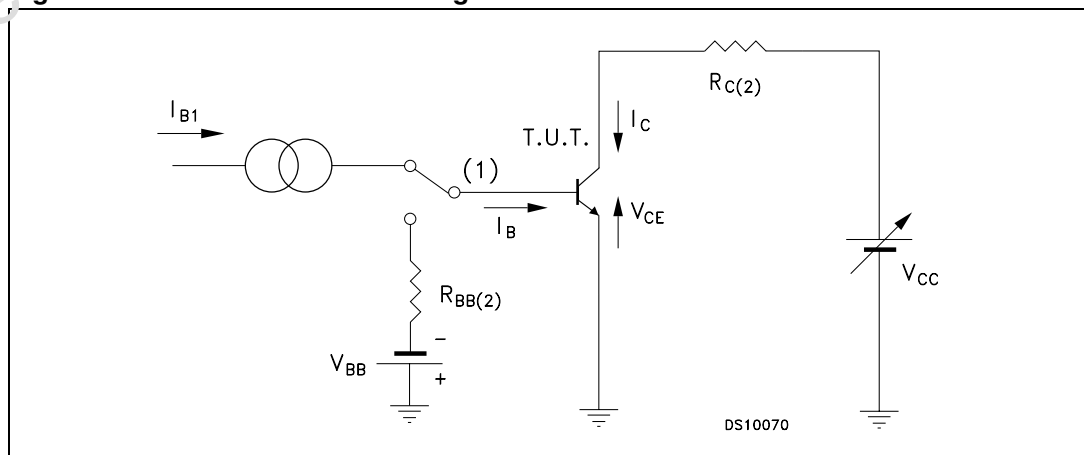 R_C(2)
I_B1
I_C
T.U.T.
(1)
V_CE
I_B
V_CC
R_BB(2)
-
V_BB
+
DS10070